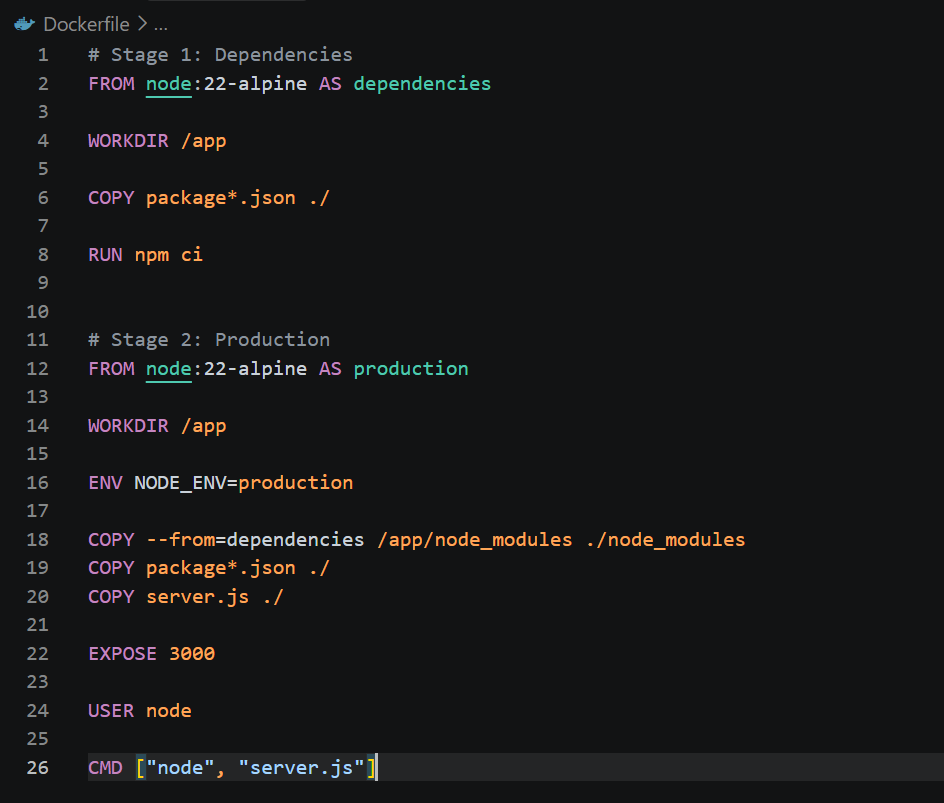 Dockerfile > ...
1 # Stage 1: Dependencies
2 FROM node:22-alpine AS dependencies
3
4 WORKDIR /app
5
6 COPY package*.json ./
7
8 RUN npm ci
9
10
11 # Stage 2: Production
12 FROM node:22-alpine AS production
13
14 WORKDIR /app
15
16 ENV NODE_ENV=production
17
18 COPY --from=dependencies /app/node_modules ./node_modules
19 COPY package*.json ./
20 COPY server.js ./
21
22 EXPOSE 3000
23
24 USER node
25
26 CMD ["node", "server.js"]